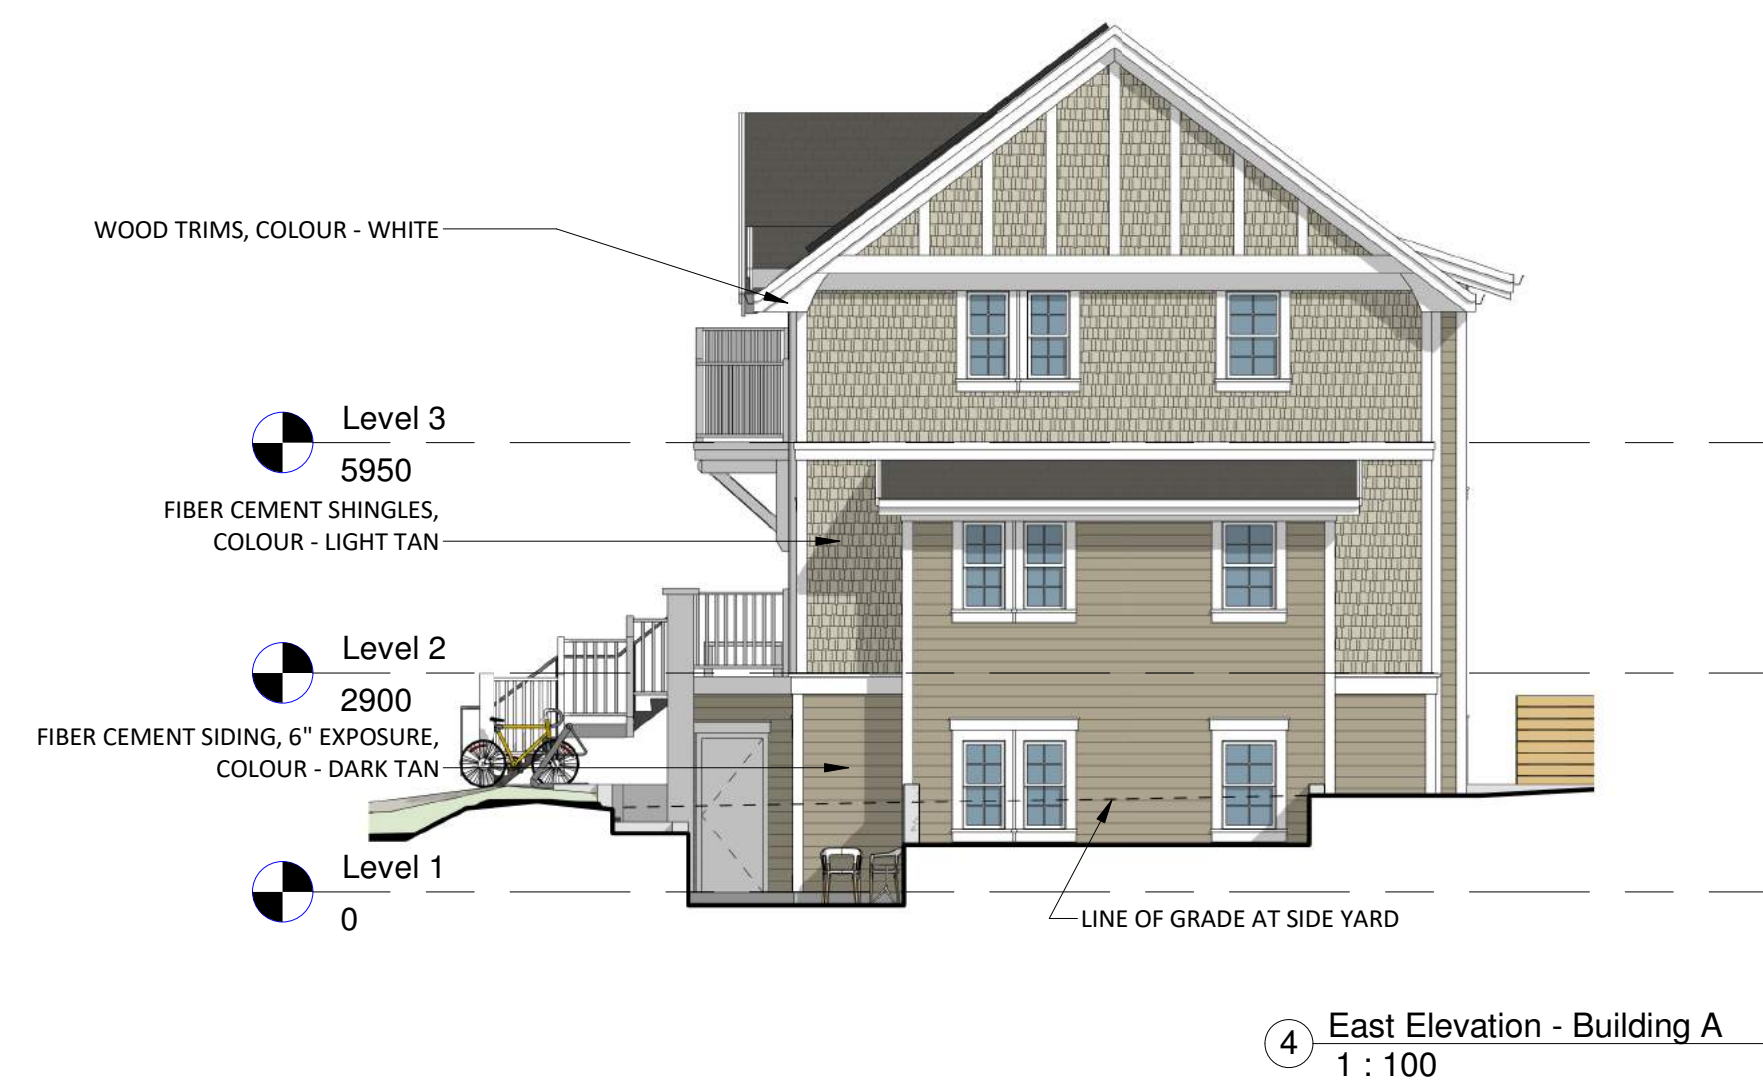 WOOD TRIMS, COLOUR - WHITE
Level 3
5950
FIBER CEMENT SHINGLES,
COLOUR - LIGHT TAN
Level 2
2900
FIBER CEMENT SIDING, 6" EXPOSURE,
COLOUR - DARK TAN
Level 1
0
LINE OF GRADE AT SIDE YARD
4
East Elevation - Building A
1 : 100